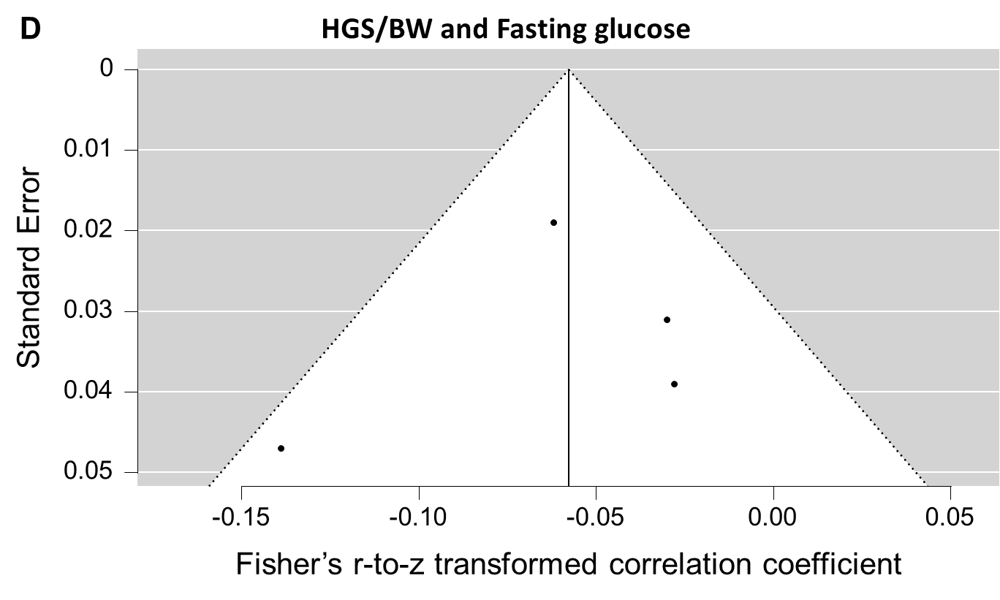 D
HGS/BW and Fasting glucose
0
0.01
0.02
0.03
0.04
0.05
Standard Error
-0.15 -0.10 -0.05 0.00 0.05
Fisher’s r-to-z transformed correlation coefficient